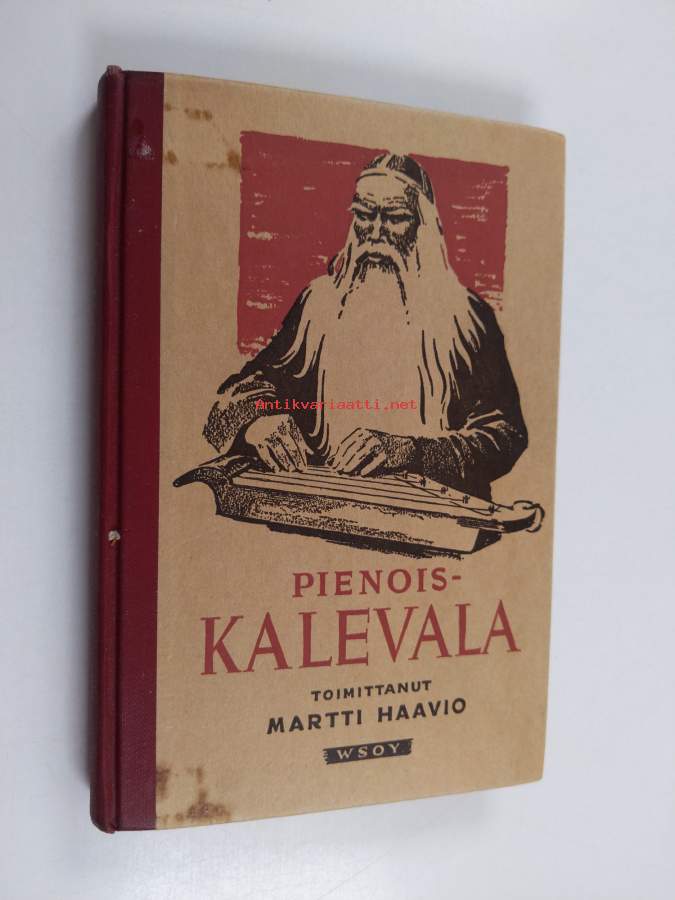 Antikvariaatti.net
PIENOIS-
KALEVALA
TOIMITTANUT
MARTTI HAAVIO
WSOY